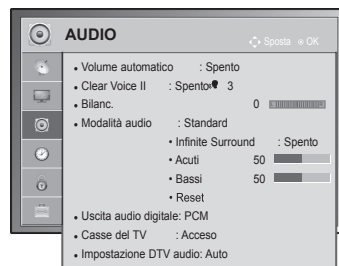 AUDIO
Sposta OK
• Volume automatico : Spento
• Clear Voice II : Spento 3
• Bilanc. 0
• Modalità audio : Standard
• Infinite Surround : Spento
• Acuti 50
• Bassi 50
• Reset
• Uscita audio digitale: PCM
• Casse del TV : Acceso
• Impostazione DTV audio: Auto